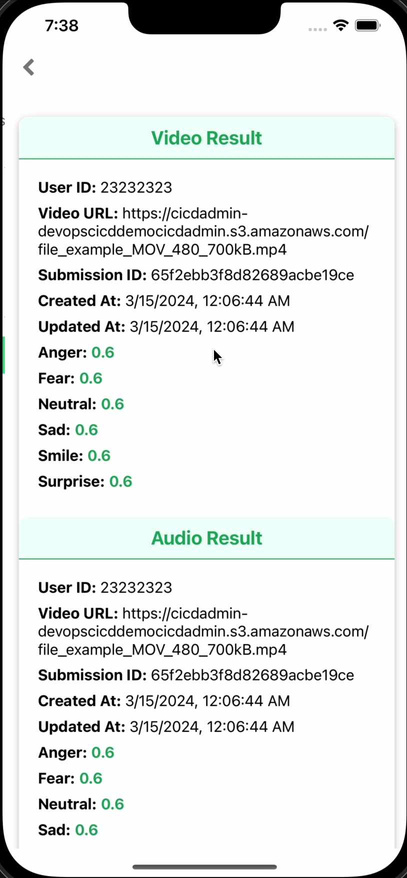 7:38
s
Video Result
User ID: 23232323
Video URL: https://cicdadmin-
devopscicddemocicdadmin.s3.amazonaws.com/
file_example_MOV_480_700kB.mp4
Submission ID: 65f2ebb3f8d82689acbe19ce
Created At: 3/15/2024, 12:06:44 AM
Updated At: 3/15/2024, 12:06:44 AM
Anger: 0.6
Fear: 0.6
Neutral: 0.6
Sad: 0.6
Smile: 0.6
Surprise: 0.6
Audio Result
User ID: 23232323
Video URL: https://cicdadmin-
devopscicddemocicdadmin.s3.amazonaws.com/
file_example_MOV_480_700kB.mp4
Submission ID: 65f2ebb3f8d82689acbe19ce
Created At: 3/15/2024, 12:06:44 AM
Updated At: 3/15/2024, 12:06:44 AM
Anger: 0.6
Fear: 0.6
Neutral: 0.6
Sad: 0.6